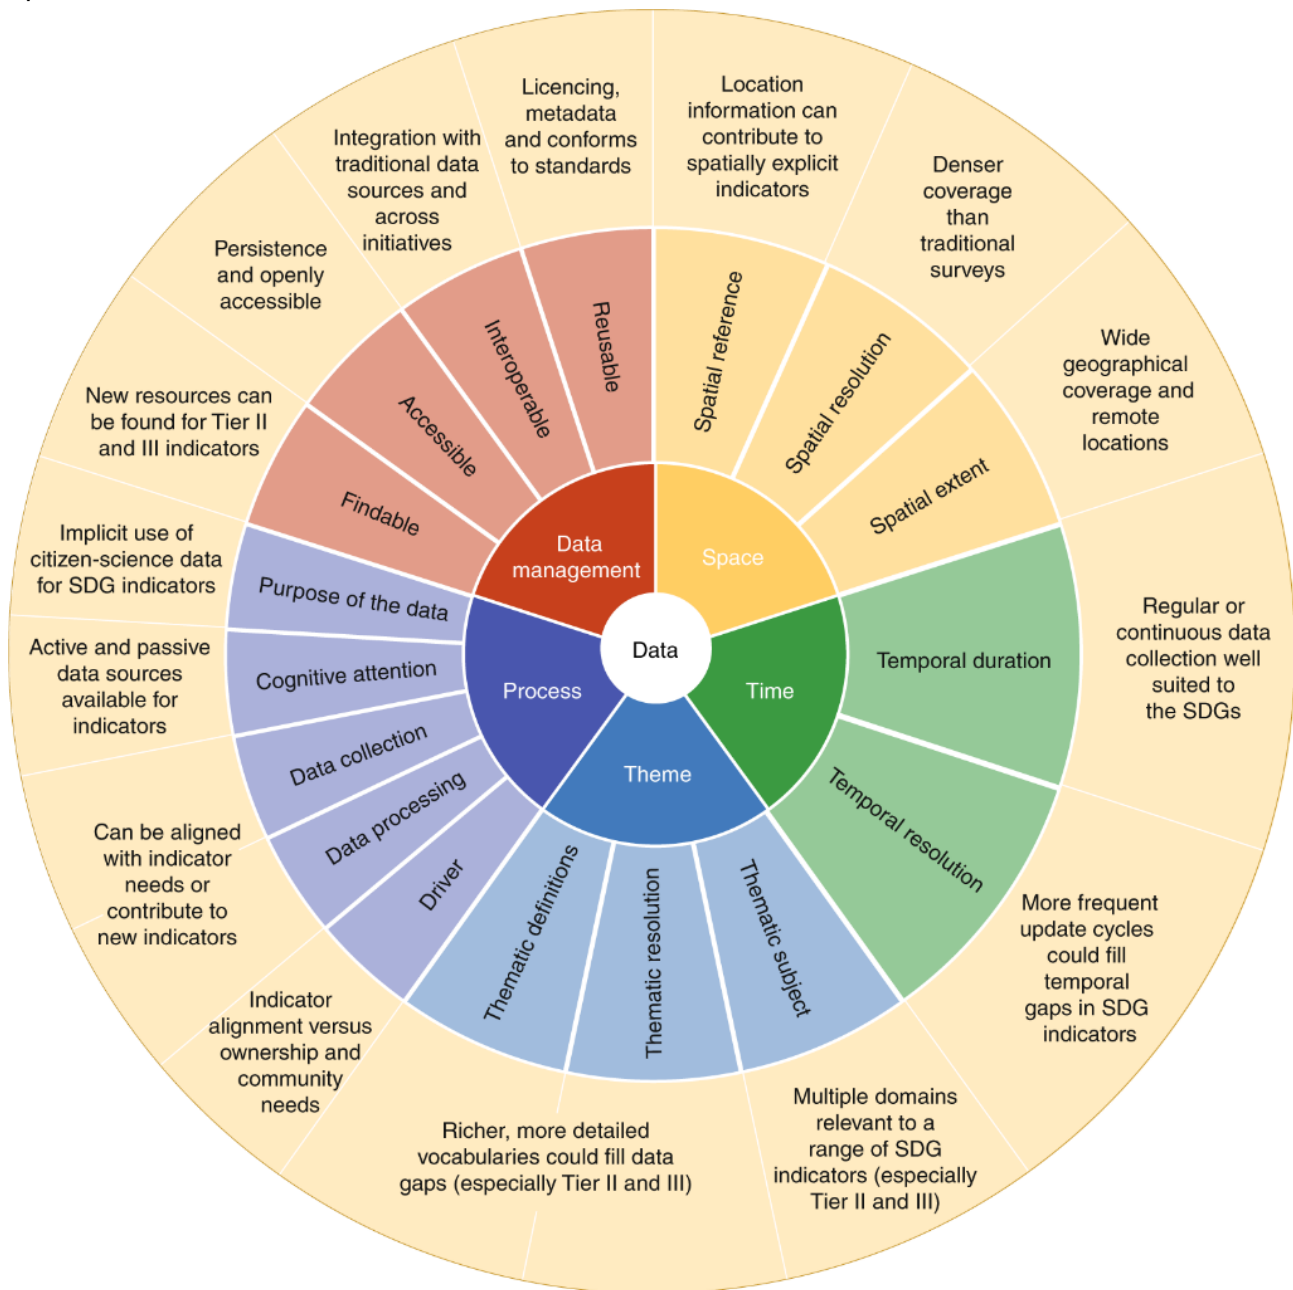 Data
Data
management
Space
Time
Theme
Process
Reusable
Interoperable
Accessible
Findable
Spatial reference
Spatial resolution
Spatial extent
Temporal duration
Temporal resolution
Thematic subject
Thematic resolution
Thematic definitions
Driver
Data processing
Data collection
Cognitive attention
Purpose of the data
Licencing,
metadata
and conforms
to standards
Location
information can
contribute to
spatially explicit
indicators
Denser
coverage
than
traditional
surveys
Wide
geographical
coverage and
remote
locations
Regular or
continuous data
collection well
suited to
the SDGs
More frequent
update cycles
could fill
temporal
gaps in SDG
indicators
Multiple domains
relevant to a
range of SDG
indicators (especially
Tier II and III)
Richer, more detailed
vocabularies could fill data
gaps (especially Tier II and III)
Indicator
alignment versus
ownership and
community
needs
Can be aligned
with indicator
needs or
contribute to
new indicators
Active and passive
data sources
available for
indicators
Implicit use of
citizen-science data
for SDG indicators
New resources can
be found for Tier II
and III indicators
Persistence
and openly
accessible
Integration with
traditional data
sources and
across
initiatives